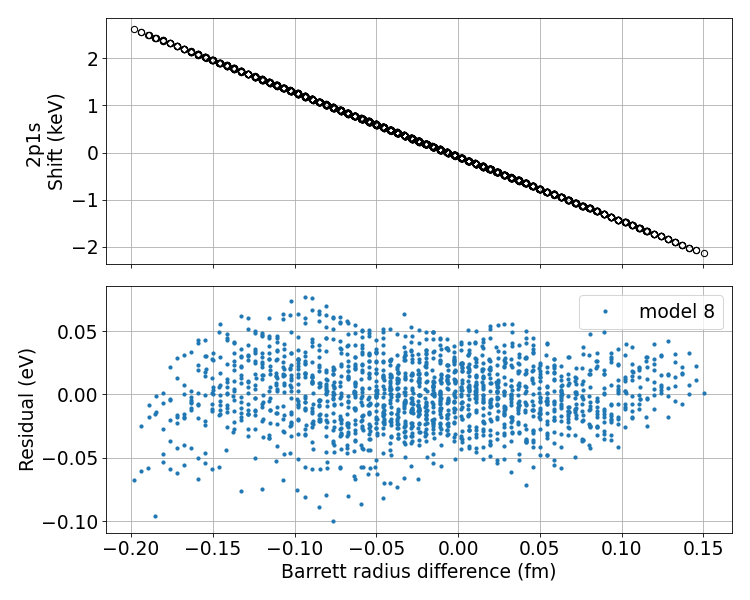 2p1s
Shift (keV)
2
1
0
−1
−2
model 8
Residual (eV)
0.05
0.00
−0.05
−0.10
−0.20 −0.15 −0.10 −0.05 0.00 0.05 0.10 0.15
Barrett radius difference (fm)